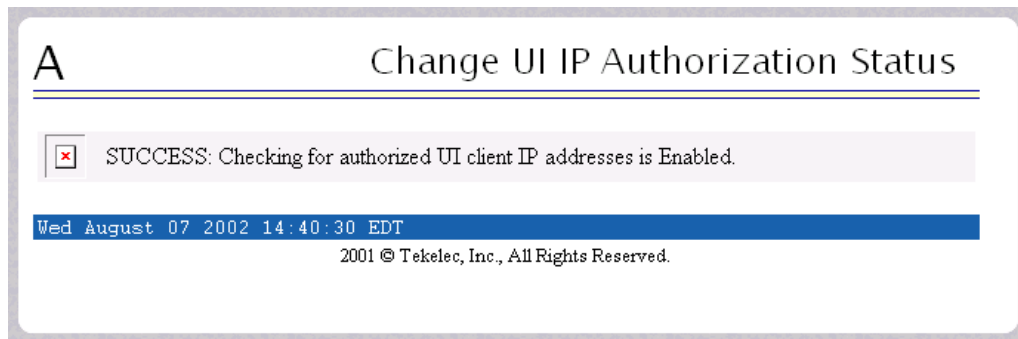 A
Change UI IP Authorization Status
SUCCESS: Checking for authorized UI client IP addresses is Enabled.
Wed August 07 2002 14:40:30 EDT
2001 © Tekelec, Inc., All Rights Reserved.